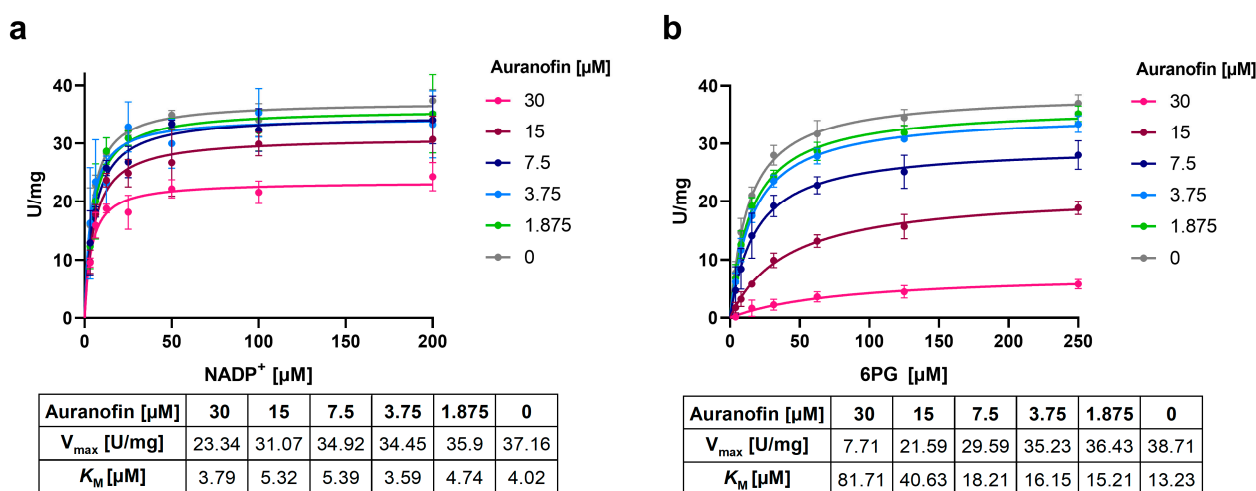 a
Auranofin [µM]
30
15
7.5
3.75
1.875
0
U/mg
40
30
20
10
0
0 50 100 150 200
NADP⁺ [µM]
Auranofin [µM] 30 15 7.5 3.75 1.875 0
Vmax [U/mg] 23.34 31.07 34.92 34.45 35.9 37.16
KM [µM] 3.79 5.32 5.39 3.59 4.74 4.02
b
Auranofin [µM]
30
15
7.5
3.75
1.875
0
U/mg
40
30
20
10
0
0 50 100 150 200 250
6PG [µM]
Auranofin [µM] 30 15 7.5 3.75 1.875 0
Vmax [U/mg] 7.71 21.59 29.59 35.23 36.43 38.71
KM [µM] 81.71 40.63 18.21 16.15 15.21 13.23